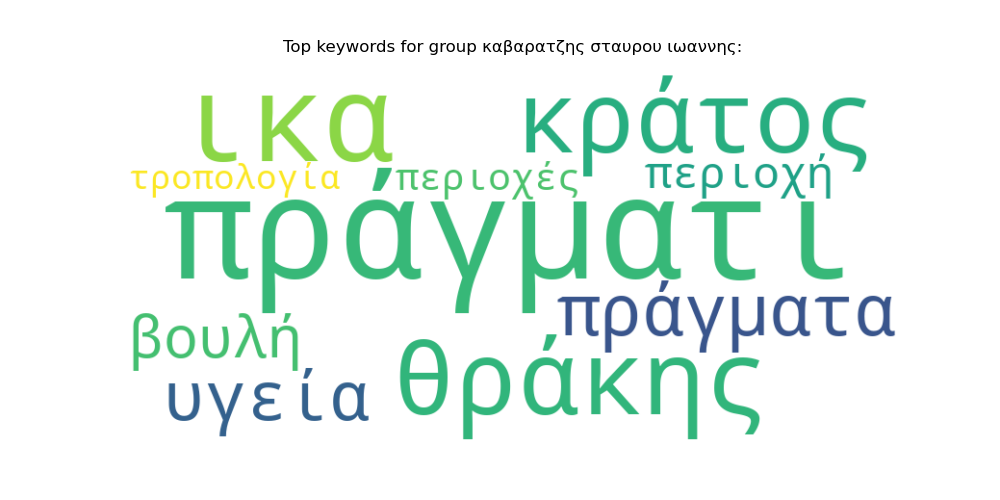 Top keywords for group καβαρατζης σταυρου ιωαννης:
ικα κράτος
τροπολογία περιοχές περιοχή
πράγματι
πράγματα
βουλή
θράκης
υγεία